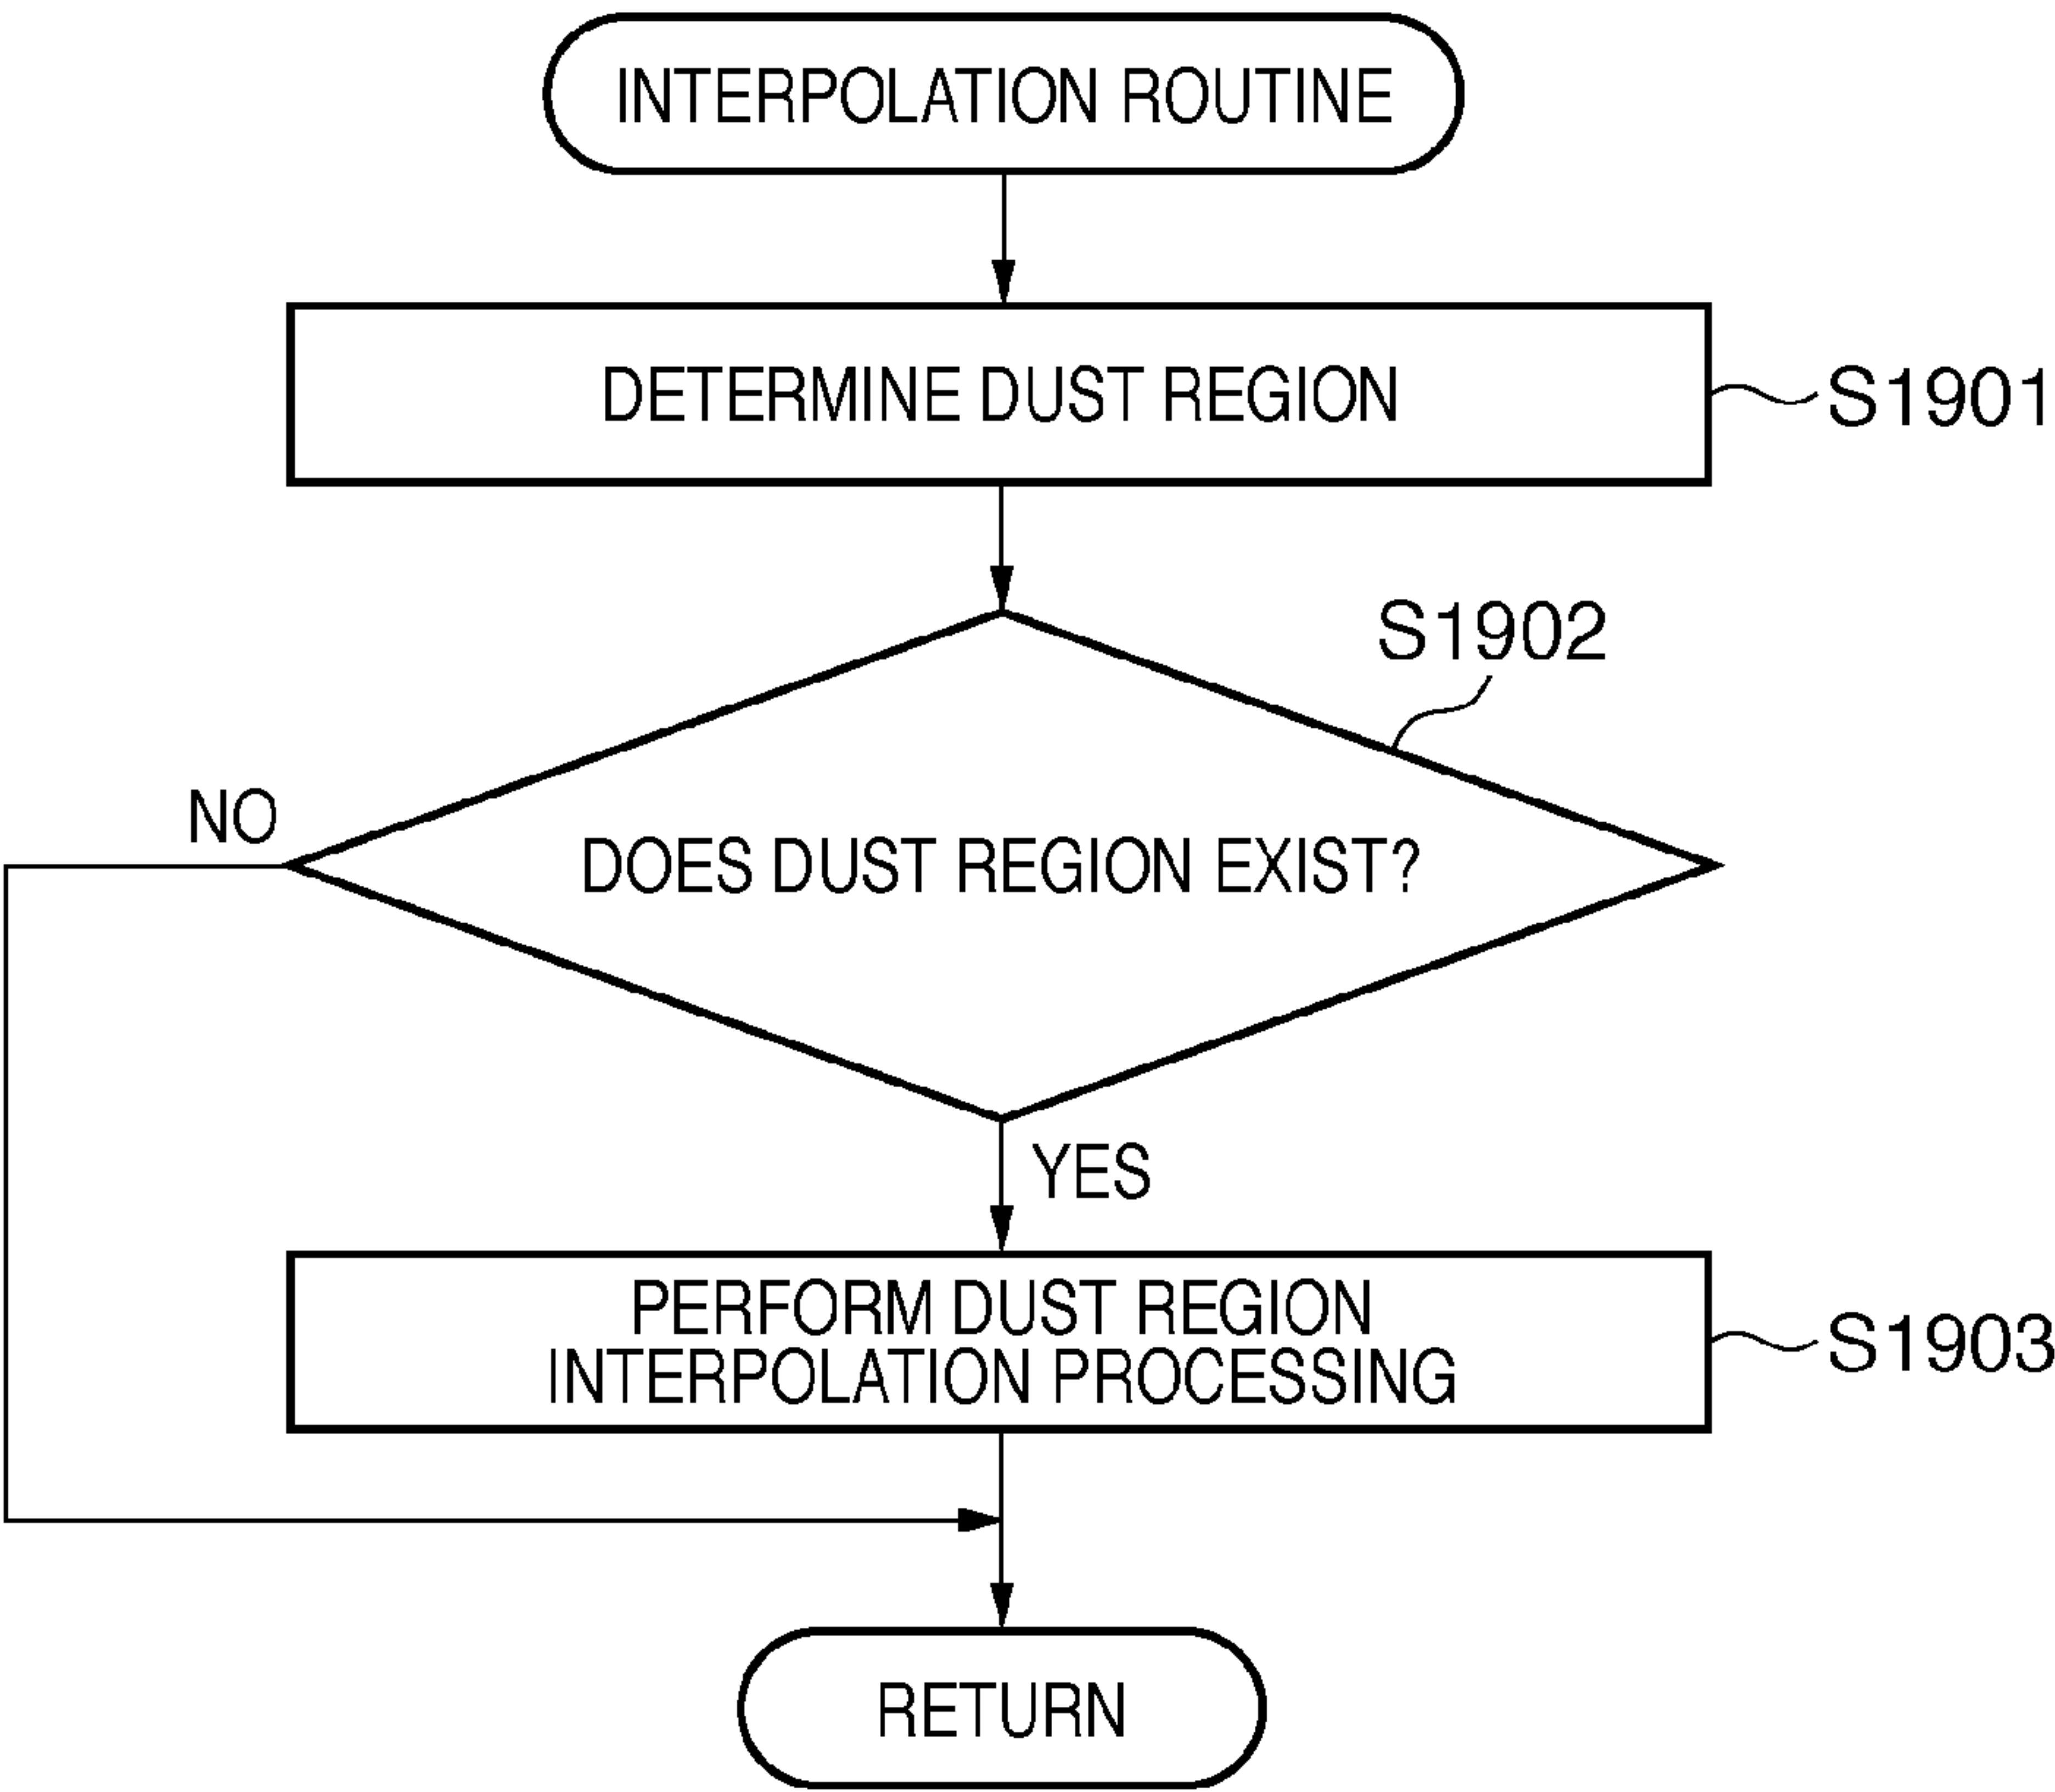 INTERPOLATION ROUTINE
DETERMINE DUST REGION
S1901
S1902
NO
DOES DUST REGION EXIST?
YES
PERFORM DUST REGION
INTERPOLATION PROCESSING
S1903
RETURN